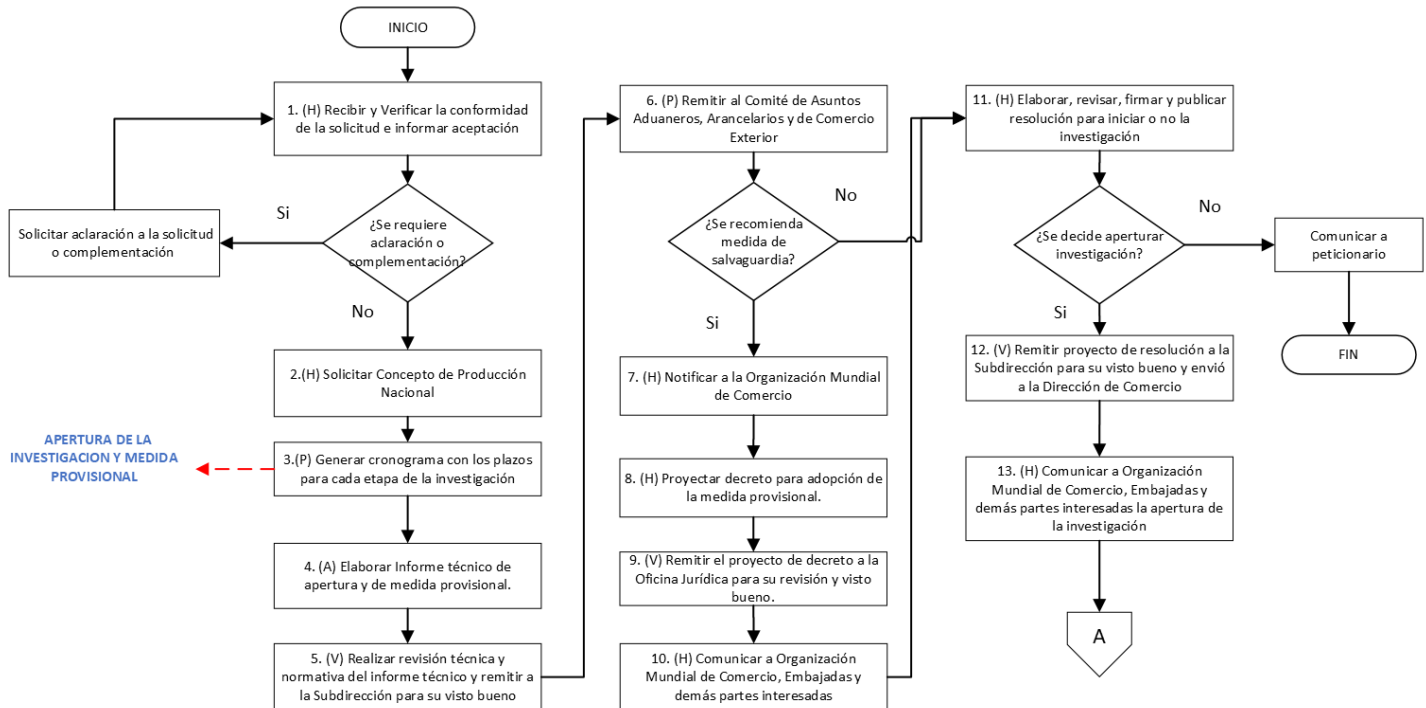 INICIO
1. (H) Recibir y Verificar la conformidad
de la solicitud e informar aceptación
¿Se requiere
aclaración o
complementación?
Si
Solicitar aclaración a la solicitud
o complementación
No
2.(H) Solicitar Concepto de Producción
Nacional
3.(P) Generar cronograma con los plazos
para cada etapa de la investigación
APERTURA DE LA
INVESTIGACION Y MEDIDA
PROVISIONAL
4. (A) Elaborar Informe técnico de
apertura y de medida provisional.
5. (V) Realizar revisión técnica y
normativa del informe técnico y remitir a
la Subdirección para su visto bueno
6. (P) Remitir al Comité de Asuntos
Aduaneros, Arancelarios y de Comercio
Exterior
¿Se recomienda
medida de
salvaguardia?
No
Si
7. (H) Notificar a la Organización Mundial
de Comercio
8. (H) Proyectar decreto para adopción de
la medida provisional.
9. (V) Remitir el proyecto de decreto a la
Oficina Jurídica para su revisión y visto
bueno.
10. (H) Comunicar a Organización
Mundial de Comercio, Embajadas y
demás partes interesadas
11. (H) Elaborar, revisar, firmar y publicar
resolución para iniciar o no la
investigación
¿Se decide aperturar
investigación?
No
Comunicar a
peticionario
FIN
Si
12. (V) Remitir proyecto de resolución a la
Subdirección para su visto bueno y envió
a la Dirección de Comercio
13. (H) Comunicar a Organización
Mundial de Comercio, Embajadas y
demás partes interesadas la apertura de
la investigación
A